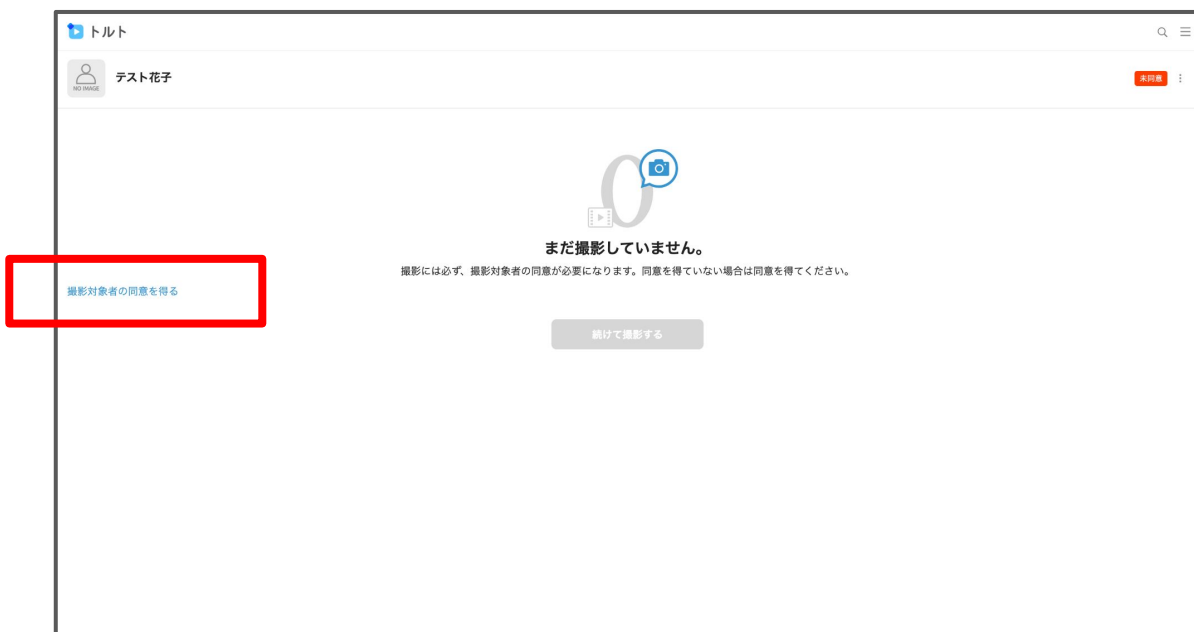 トルト
NO IMAGE
テスト花子
未同意
0
まだ撮影していません。
撮影には必ず、撮影対象者の同意が必要になります。同意を得ていない場合は同意を得てください。
撮影対象者の同意を得る
続けて撮影する